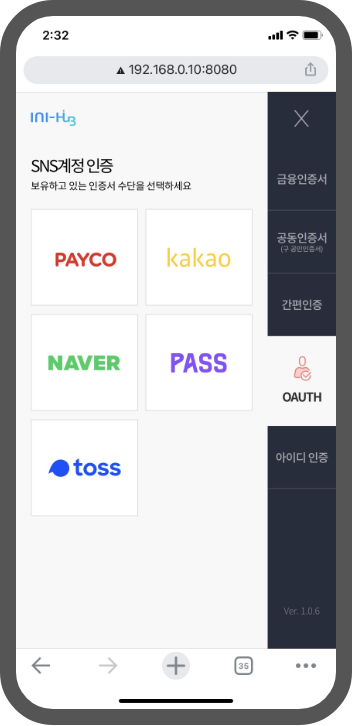 2:32
192.168.0.10:8080
INI-Hub3
SNS계정 인증
보유하고 있는 인증서 수단을 선택하세요
PAYCO
kakao
NAVER
PASS
toss
금융인증서
공동인증서
(구 공인인증서)
간편인증
OAUTH
아이디 인증
Ver. 1.0.6
35